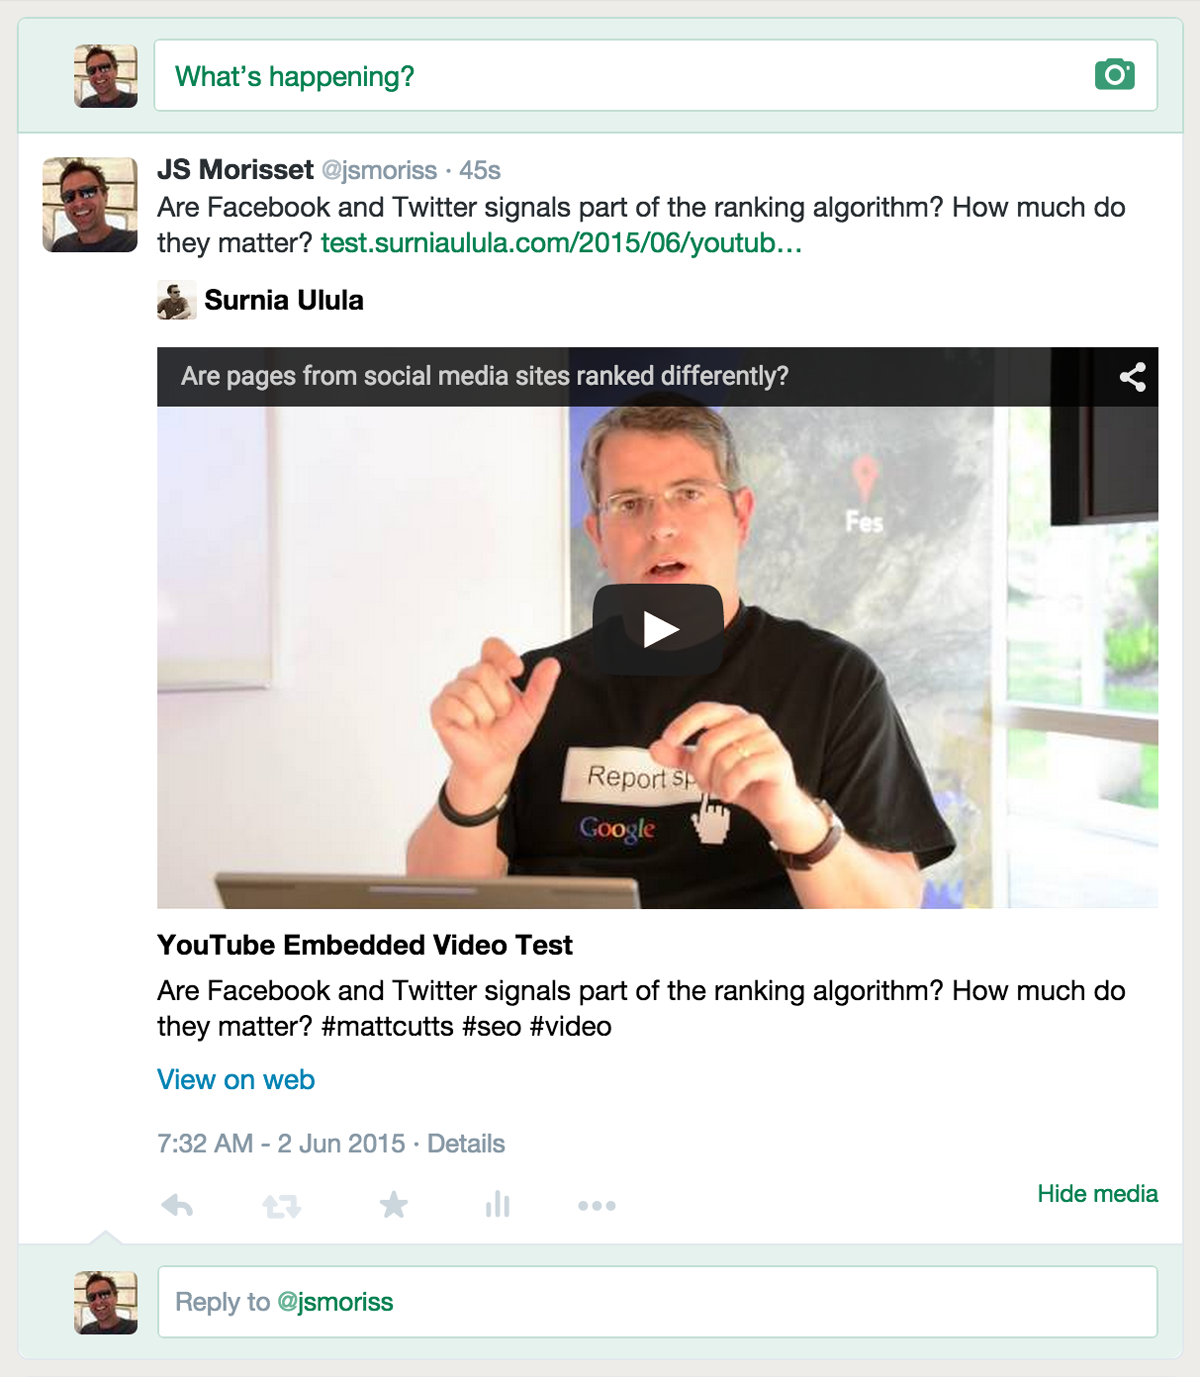 What's happening?
JS Morisset @jsmoriss · 45s
Are Facebook and Twitter signals part of the ranking algorithm? How much do
they matter? test.surniaulula.com/2015/06/youtub…
Surnia Ulula
Are pages from social media sites ranked differently?
Fes
Report sp
Google
YouTube Embedded Video Test
Are Facebook and Twitter signals part of the ranking algorithm? How much do
they matter? #mattcutts #seo #video
View on web
7:32 AM - 2 Jun 2015 · Details
Hide media
Reply to @jsmoriss